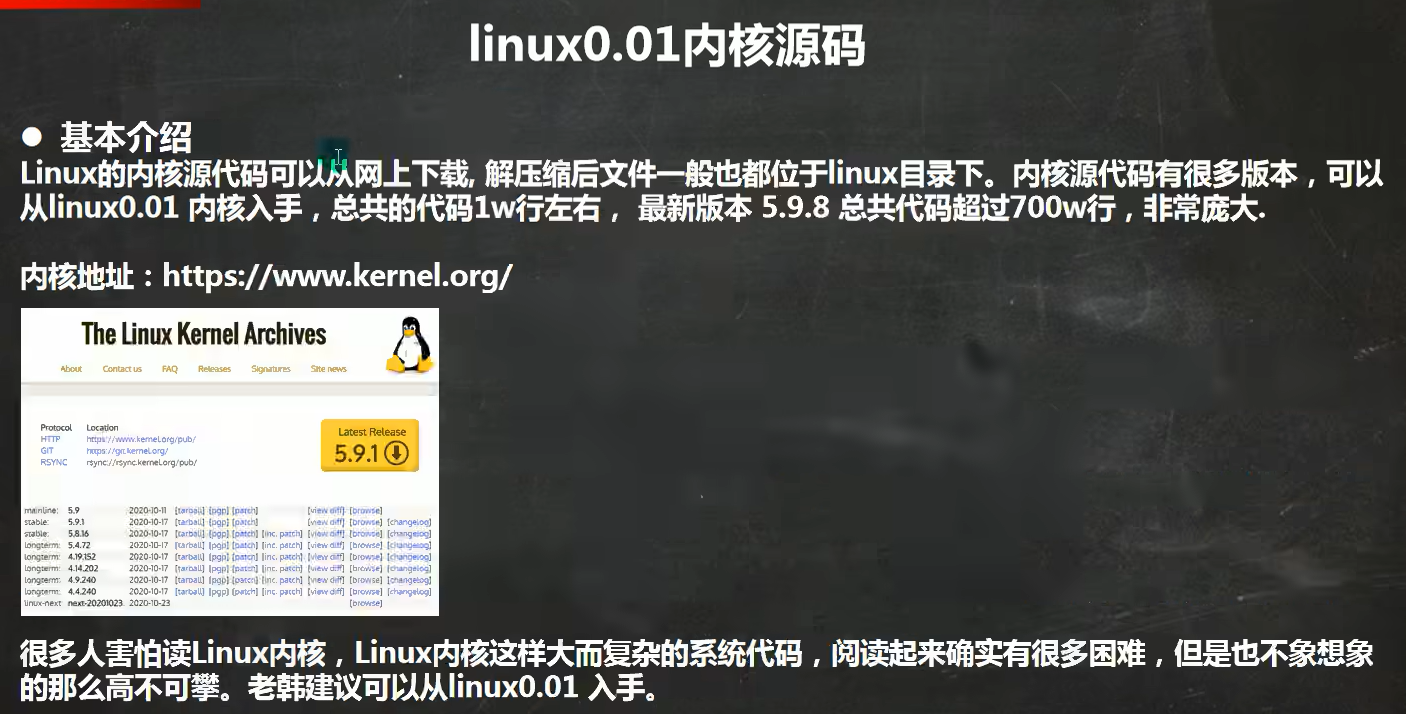 linux0.01内核源码
● 基本介绍
Linux的内核源代码可以从网上下载, 解压缩后文件一般也都位于linux目录下。内核源代码有很多版本，可以
从linux0.01 内核入手，总共的代码1w行左右， 最新版本 5.9.8 总共代码超过700w行，非常庞大.
内核地址：https://www.kernel.org/
The Linux Kernel Archives
About Contact us FAQ Releases Signatures Site news
Protocol Location
HTTP https://www.kernel.org/pub/
GIT https://git.kernel.org/
RSYNC rsync://rsync.kernel.org/pub/
Latest Release
5.9.1
mainline: 5.9 2020-10-11 [tarball] [pgp] [patch] [view diff] [browse]
stable: 5.9.1 2020-10-17 [tarball] [pgp] [patch] [view diff] [browse] [changelog]
stable: 5.8.16 2020-10-17 [tarball] [pgp] [patch] [inc. patch] [view diff] [browse] [changelog]
longterm: 5.4.72 2020-10-17 [tarball] [pgp] [patch] [inc. patch] [view diff] [browse] [changelog]
longterm: 4.19.152 2020-10-17 [tarball] [pgp] [patch] [inc. patch] [view diff] [browse] [changelog]
longterm: 4.14.202 2020-10-17 [tarball] [pgp] [patch] [inc. patch] [view diff] [browse] [changelog]
longterm: 4.9.240 2020-10-17 [tarball] [pgp] [patch] [inc. patch] [view diff] [browse] [changelog]
longterm: 4.4.240 2020-10-17 [tarball] [pgp] [patch] [inc. patch] [view diff] [browse] [changelog]
linux-next: next-20201023 2020-10-23 [browse]
很多人害怕读Linux内核，Linux内核这样大而复杂的系统代码，阅读起来确实有很多困难，但是也不象想象
的那么高不可攀。老韩建议可以从linux0.01 入手。